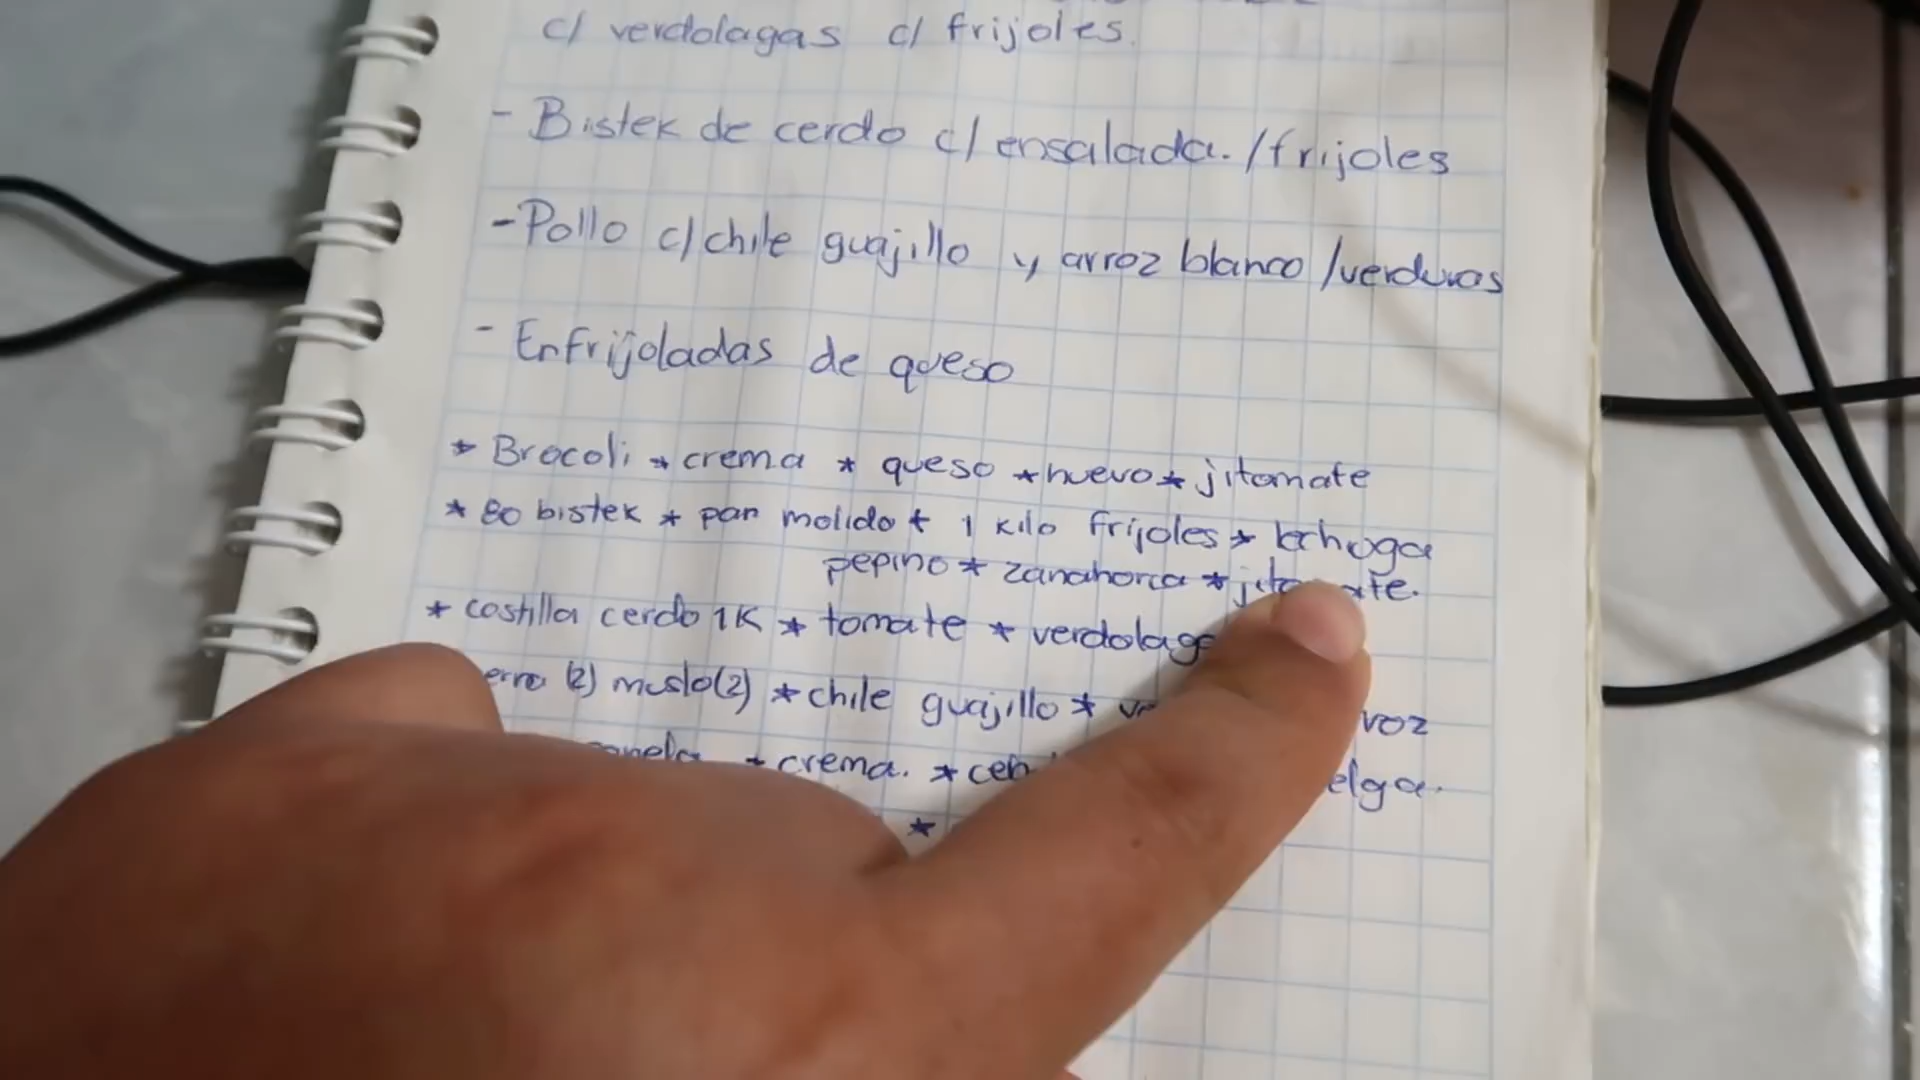 c/ verdolagas c/ frijoles.
- Bistek de cerdo c/ ensalada. /frijoles
- Pollo c/ chile guajillo y arroz blanco /verduras
- Enfrijoladas de queso
* Brocoli * crema * queso * huevo * jitomate
* 80 bistek * pan molido * 1 kilo frijoles * lechuga
pepino * zanahoria *
* costilla cerdo 1K * tomate *
(2) muslo(2) * chile guajillo *
* crema. *
*